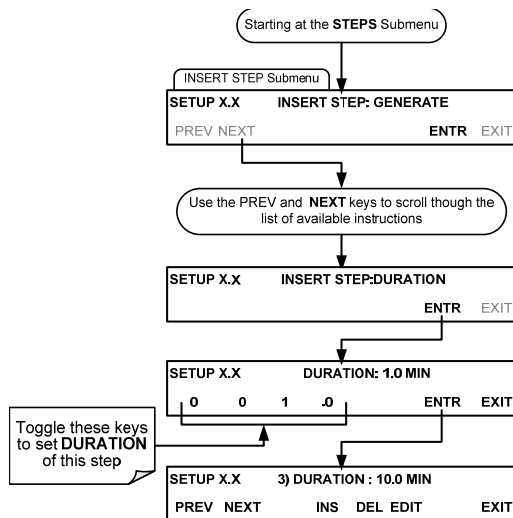 Starting at the STEPS Submenu
INSERT STEP Submenu
SETUP X.X INSERT STEP: GENERATE
PREV NEXT ENTR EXIT
Use the PREV and NEXT keys to scroll though the
list of available instructions
SETUP X.X INSERT STEP:DURATION
ENTR EXIT
SETUP X.X DURATION: 1.0 MIN
0 0 1 .0 ENTR EXIT
Toggle these keys
to set DURATION
of this step
SETUP X.X 3) DURATION : 10.0 MIN
PREV NEXT INS DEL EDIT EXIT